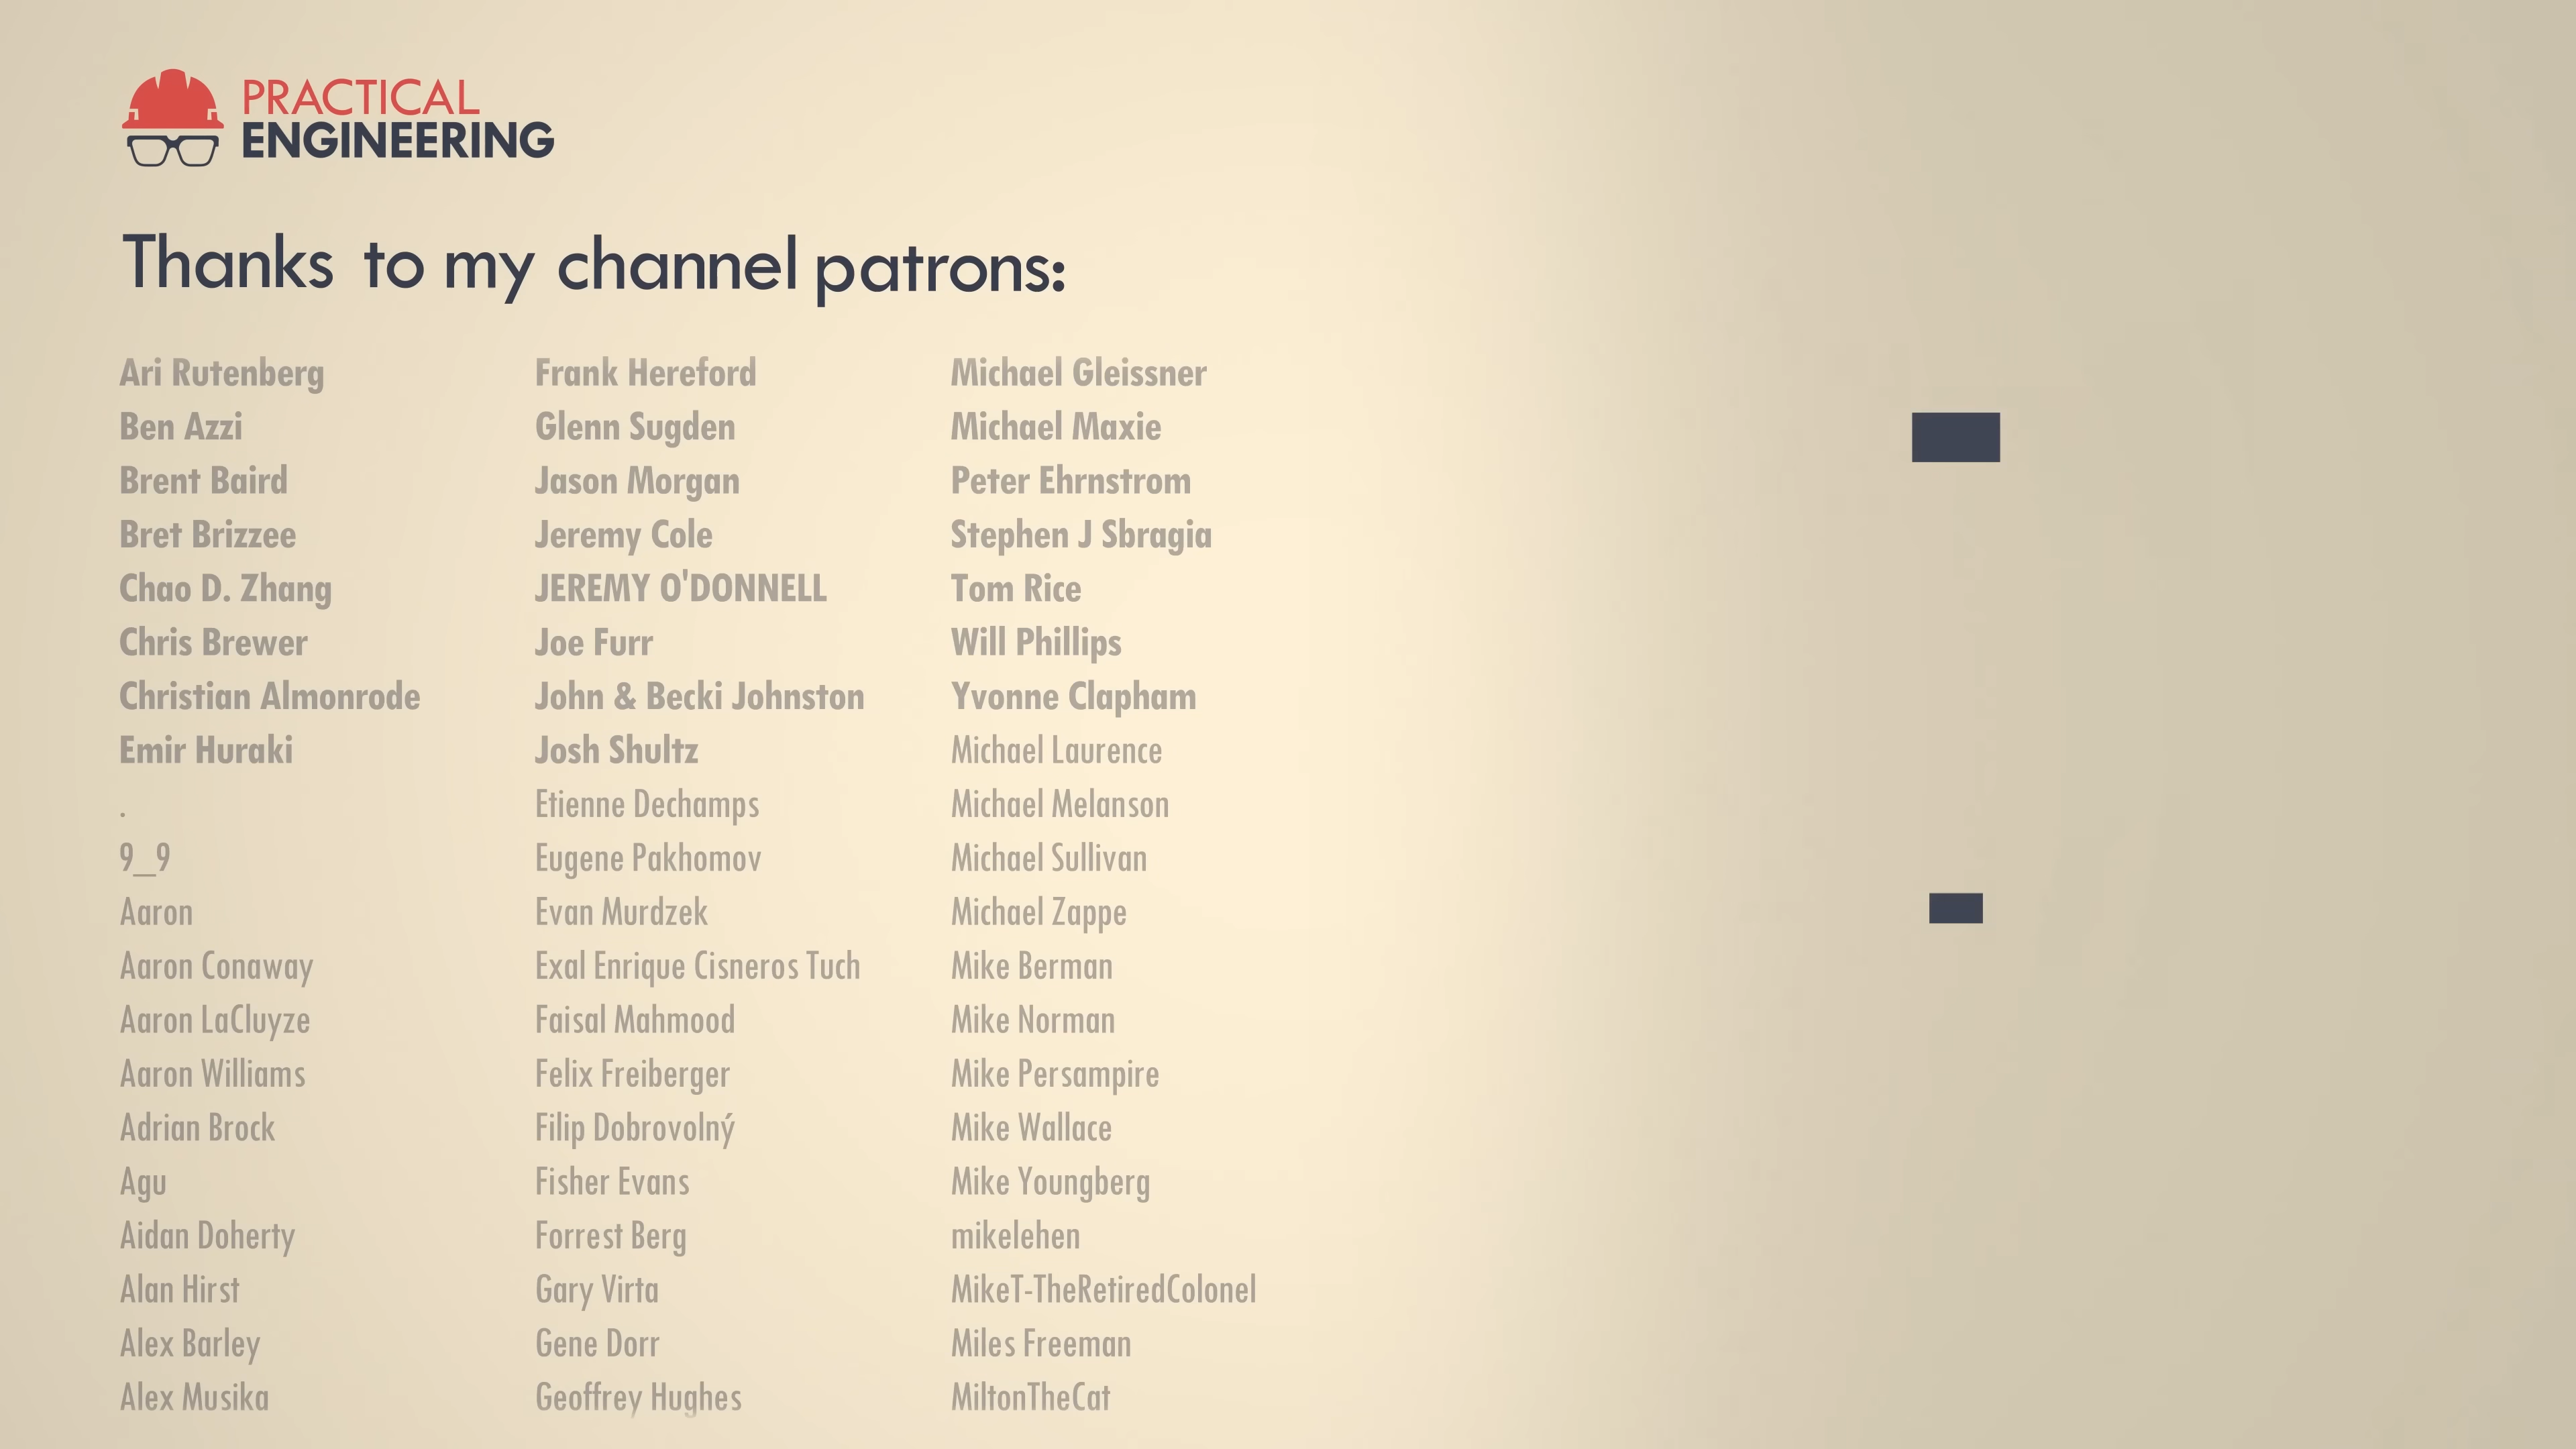 PRACTICAL
ENGINEERING
Thanks to my channel patrons:
Ari Rutenberg
Ben Azzi
Brent Baird
Bret Brizzee
Chao D. Zhang
Chris Brewer
Christian Almonrode
Emir Huraki
.
9_9
Aaron
Aaron Conaway
Aaron LaCluyze
Aaron Williams
Adrian Brock
Agu
Aidan Doherty
Alan Hirst
Alex Barley
Alex Musika
Frank Hereford
Glenn Sugden
Jason Morgan
Jeremy Cole
JEREMY O'DONNELL
Joe Furr
John & Becki Johnston
Josh Shultz
Etienne Dechamps
Eugene Pakhomov
Evan Murdzek
Exal Enrique Cisneros Tuch
Faisal Mahmood
Felix Freiberger
Filip Dobrovolný
Fisher Evans
Forrest Berg
Gary Virta
Gene Dorr
Geoffrey Hughes
Michael Gleissner
Michael Maxie
Peter Ehrnstrom
Stephen J Sbragia
Tom Rice
Will Phillips
Yvonne Clapham
Michael Laurence
Michael Melanson
Michael Sullivan
Michael Zappe
Mike Berman
Mike Norman
Mike Persampire
Mike Wallace
Mike Youngberg
mikelehen
MikeT-TheRetiredColonel
Miles Freeman
MiltonTheCat